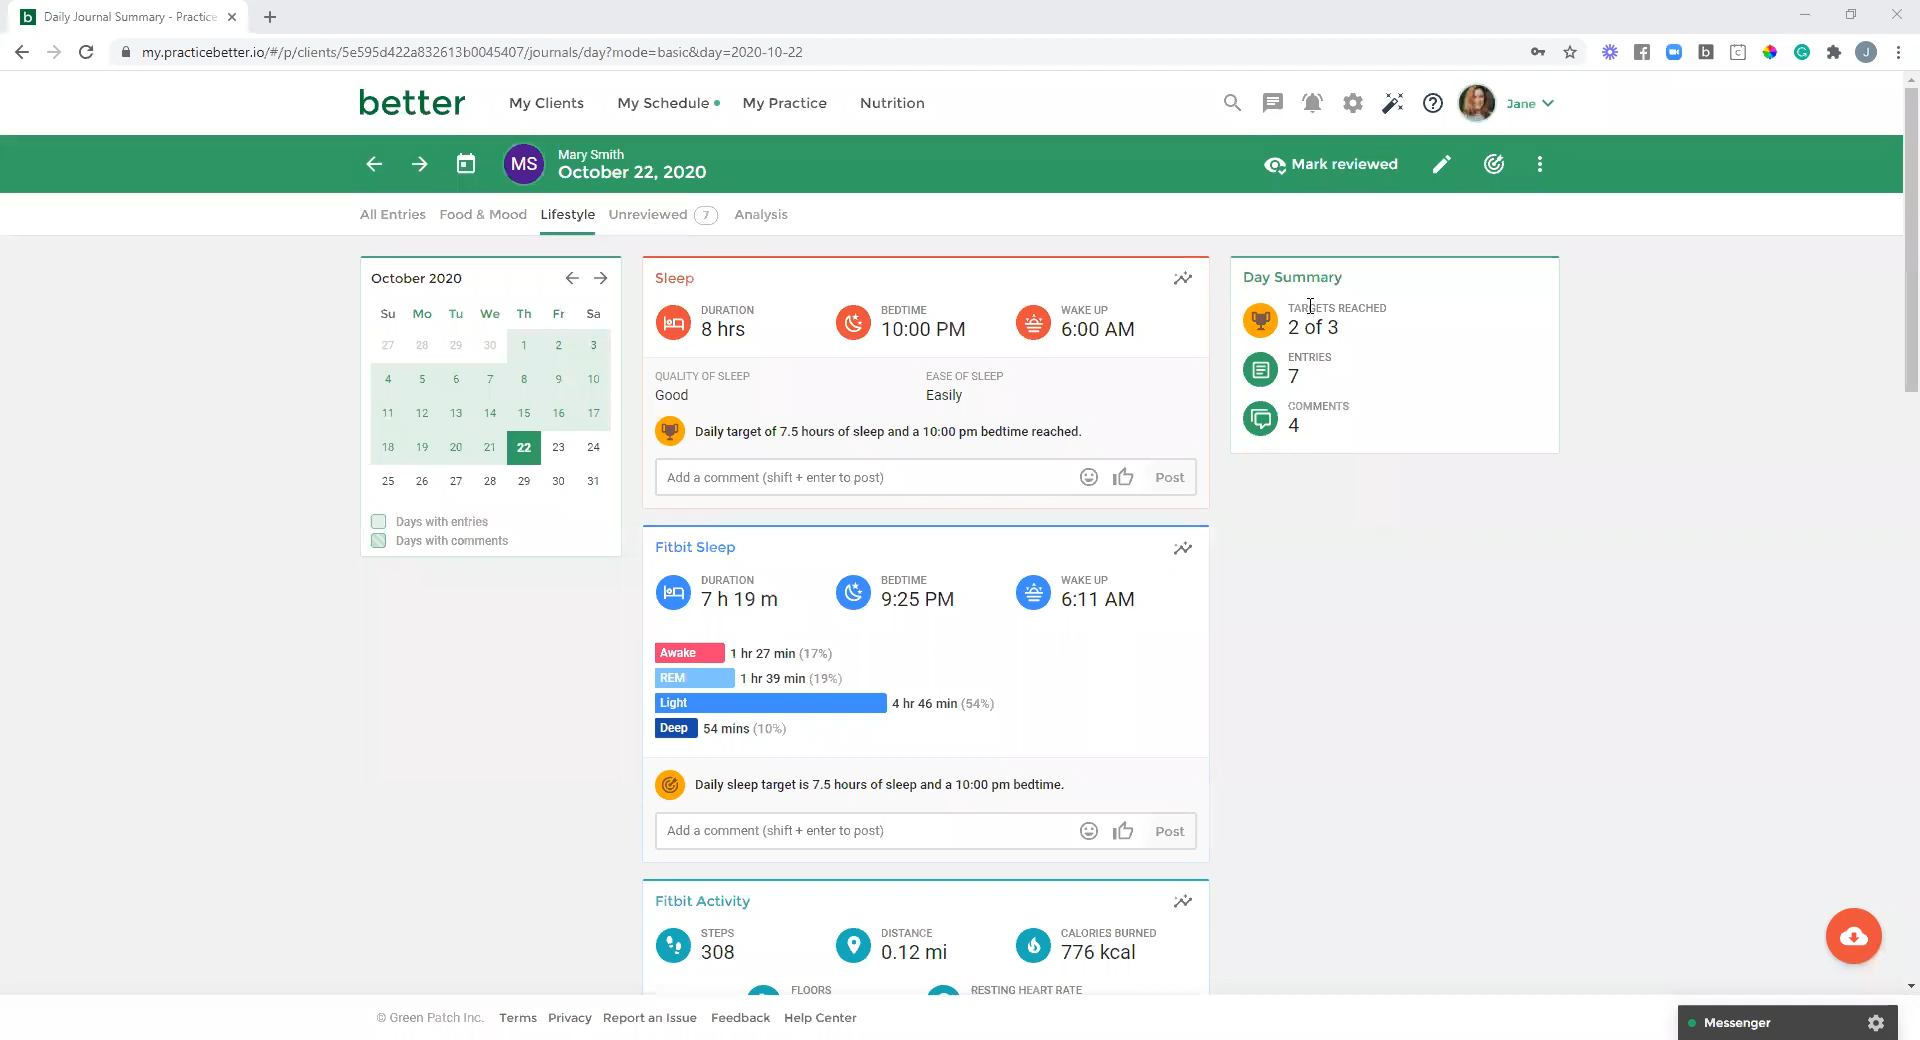 b Daily Journal Summary - Practice
my.practicebetter.io/#/p/clients/5e595d422a832613b0045407/journals/day?mode=basic&day=2020-10-22
J
better
My Clients My Schedule My Practice Nutrition
Jane
MS
Mary Smith
October 22, 2020
Mark reviewed
All Entries Food & Mood Lifestyle Unreviewed 7 Analysis
October 2020
Su Mo Tu We Th Fr Sa
27 28 29 30 1 2 3
4 5 6 7 8 9 10
11 12 13 14 15 16 17
18 19 20 21 22 23 24
25 26 27 28 29 30 31
Days with entries
Days with comments
Sleep
DURATION
8 hrs
BEDTIME
10:00 PM
WAKE UP
6:00 AM
QUALITY OF SLEEP
Good
EASE OF SLEEP
Easily
Daily target of 7.5 hours of sleep and a 10:00 pm bedtime reached.
Add a comment (shift + enter to post) Post
Fitbit Sleep
DURATION
7 h 19 m
BEDTIME
9:25 PM
WAKE UP
6:11 AM
Awake 1 hr 27 min (17%)
REM 1 hr 39 min (19%)
Light 4 hr 46 min (54%)
Deep 54 mins (10%)
Daily sleep target is 7.5 hours of sleep and a 10:00 pm bedtime.
Add a comment (shift + enter to post) Post
Fitbit Activity
STEPS
308
DISTANCE
0.12 mi
CALORIES BURNED
776 kcal
FLOORS
RESTING HEART RATE
Day Summary
TARGETS REACHED
2 of 3
ENTRIES
7
COMMENTS
4
© Green Patch Inc. Terms Privacy Report an Issue Feedback Help Center
Messenger